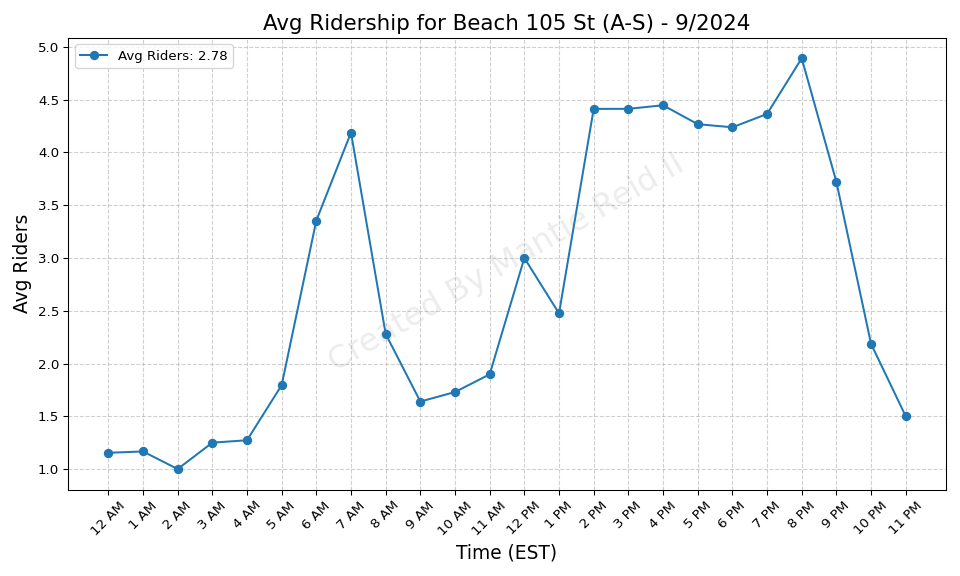 Avg Ridership for Beach 105 St (A-S) - 9/2024
Avg Riders: 2.78
Avg Riders
5.0
4.5
4.0
3.5
3.0
2.5
2.0
1.5
1.0
Created By Mantie Reid II
12 AM
1 AM
2 AM
3 AM
4 AM
5 AM
6 AM
7 AM
8 AM
9 AM
10 AM
11 AM
12 PM
1 PM
2 PM
3 PM
4 PM
5 PM
6 PM
7 PM
8 PM
9 PM
10 PM
11 PM
Time (EST)